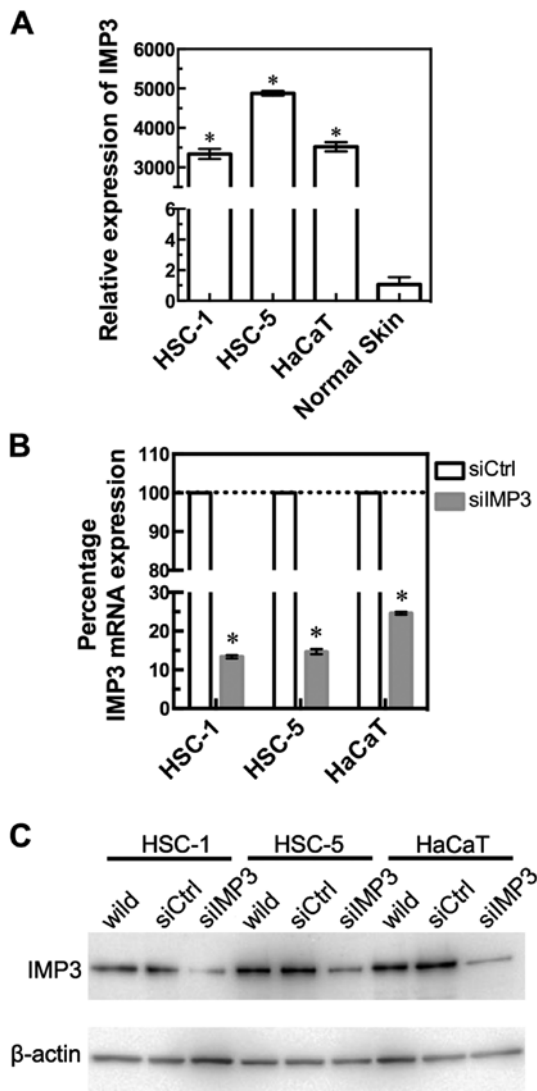 A
Relative expression of IMP3
6000
5000
4000
3000
6
4
2
0
*
*
*
HSC-1
HSC-5
HaCaT
Normal Skin
B
Percentage
IMP3 mRNA expression
110
100
90
80
30
20
10
0
*
*
*
siCtrl
siIMP3
HSC-1
HSC-5
HaCaT
C
HSC-1 HSC-5 HaCaT
wild siCtrl siIMP3 wild siCtrl siIMP3 wild siCtrl siIMP3
IMP3
β-actin